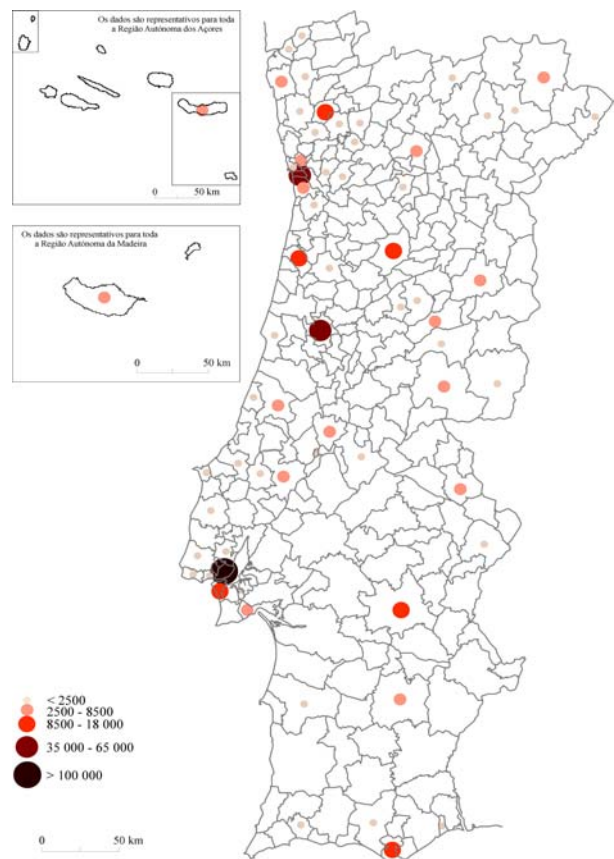 Os dados são representativos para toda
a Região Autónoma dos Açores
0 50 km
Os dados são representativos para toda
a Região Autónoma da Madeira
0 50 km
< 2500
2500 - 8500
8500 - 18 000
35 000 - 65 000
> 100 000
0 50 km